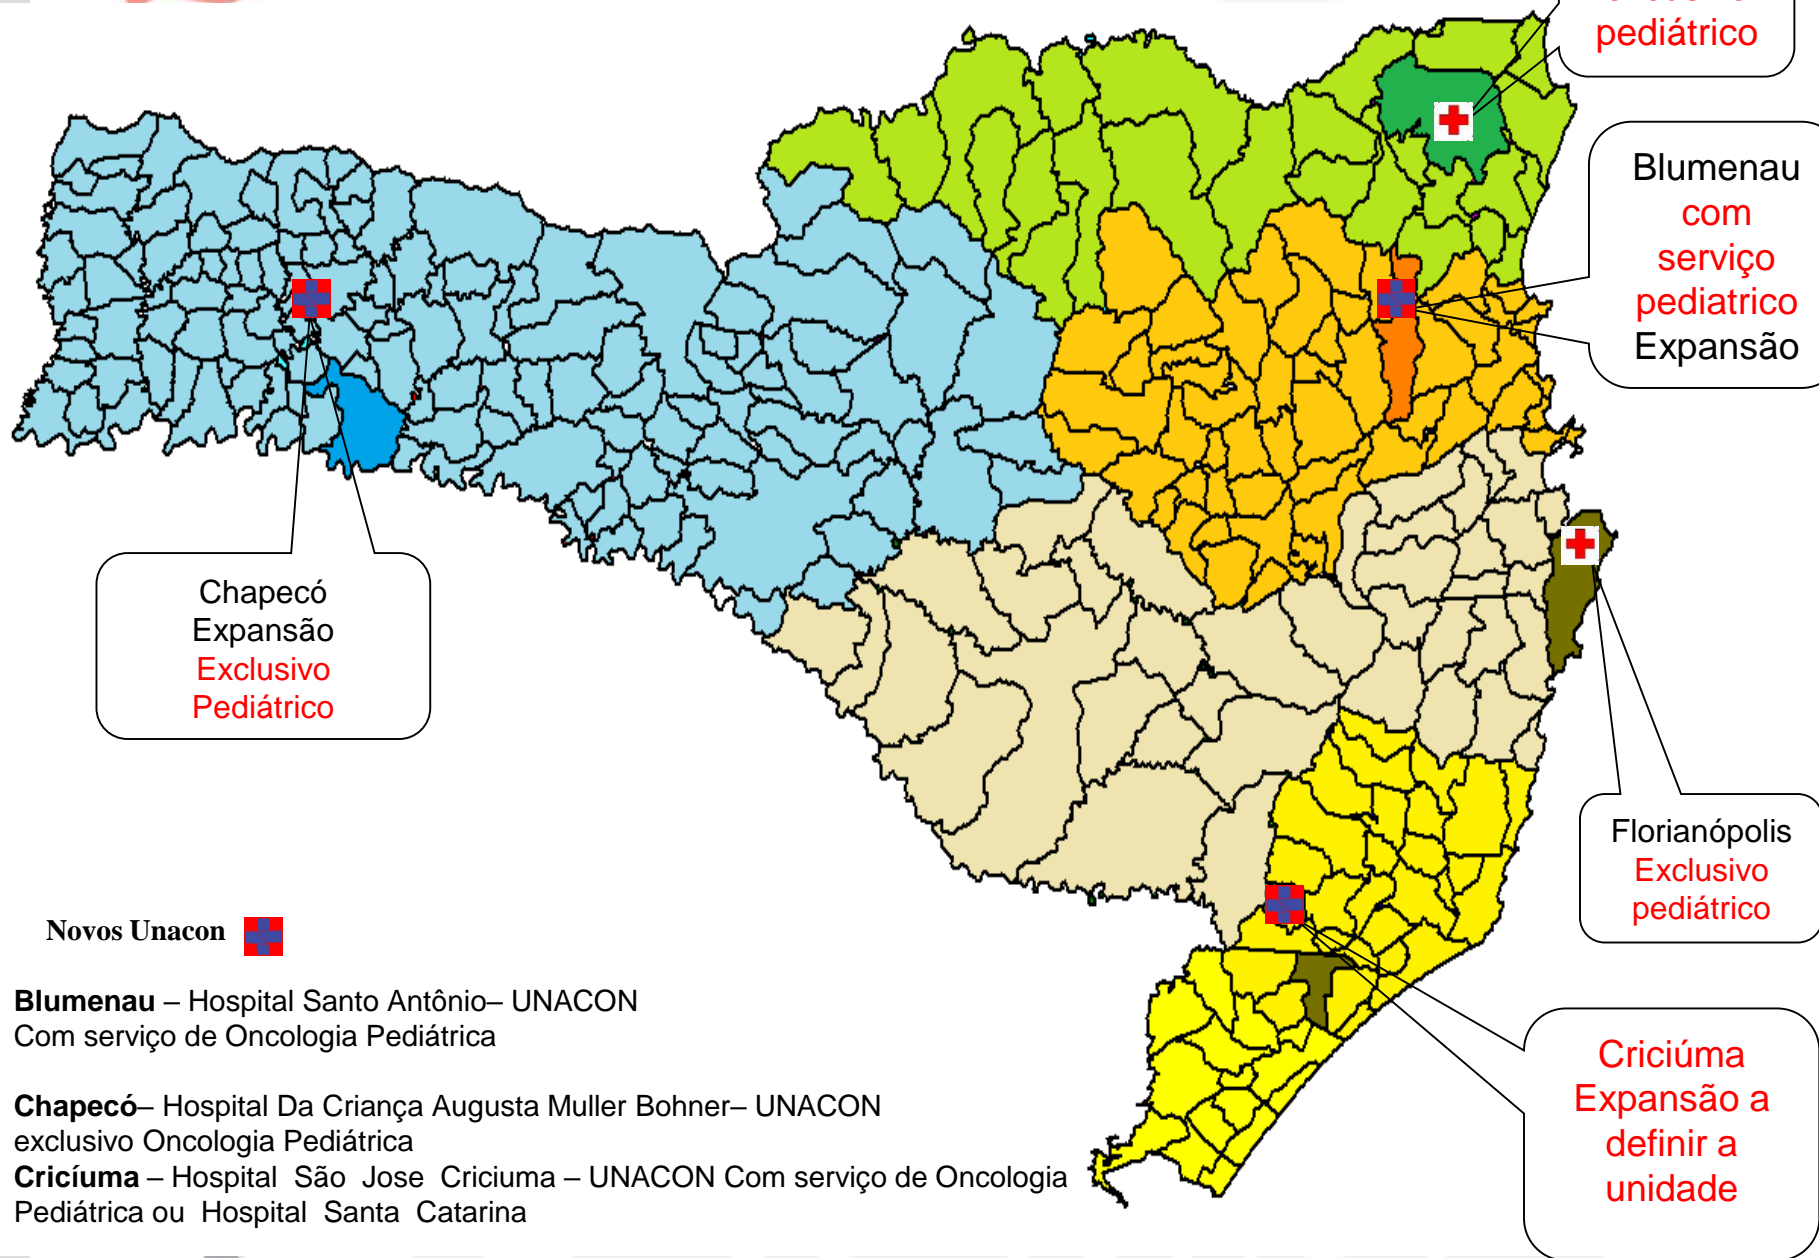 pediátrico
Blumenau
com
serviço
pediatrico
Expansão
Chapecó
Expansão
Exclusivo
Pediátrico
Florianópolis
Exclusivo
pediátrico
Novos Unacon
Blumenau – Hospital Santo Antônio– UNACON
Com serviço de Oncologia Pediátrica
Chapecó– Hospital Da Criança Augusta Muller Bohner– UNACON
exclusivo Oncologia Pediátrica
Cricíuma – Hospital São Jose Criciuma – UNACON Com serviço de Oncologia
Pediátrica ou Hospital Santa Catarina
Criciúma
Expansão a
definir a
unidade